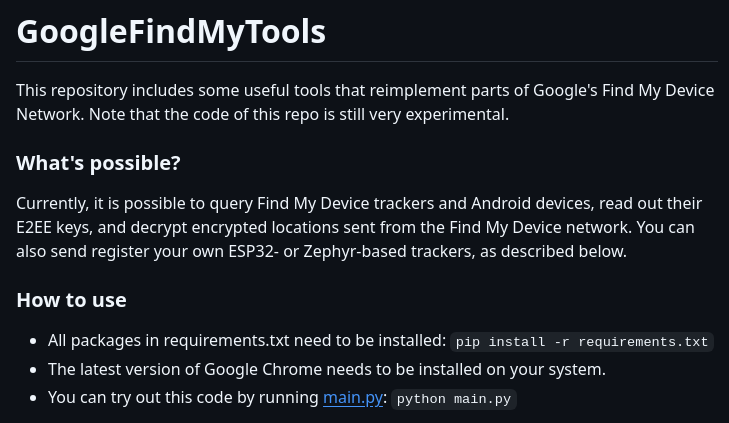 GoogleFindMyTools
This repository includes some useful tools that reimplement parts of Google's Find My Device
Network. Note that the code of this repo is still very experimental.
What's possible?
Currently, it is possible to query Find My Device trackers and Android devices, read out their
E2EE keys, and decrypt encrypted locations sent from the Find My Device network. You can
also send register your own ESP32- or Zephyr-based trackers, as described below.
How to use
• All packages in requirements.txt need to be installed: pip install -r requirements.txt
• The latest version of Google Chrome needs to be installed on your system.
• You can try out this code by running main.py: python main.py